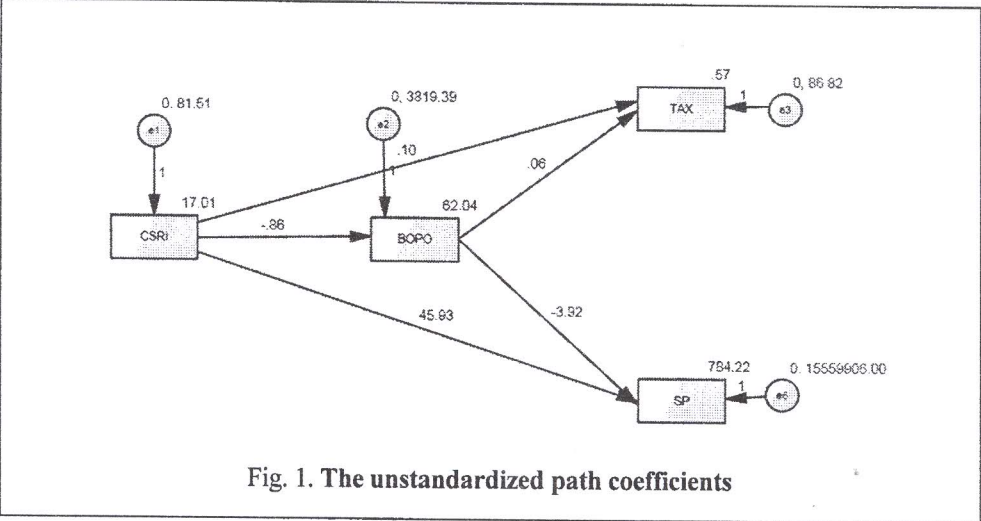 .57
0, 86.82
0. 81.51
0, 3819.39
TAX
1
e3
e1
e2
.10
1
1
.06
17.01
62.04
CSRI
-.86
BOPO
45.93
-3.92
784.22
0. 15559906.00
1
SP
Fig. 1. The unstandardized path coefficients